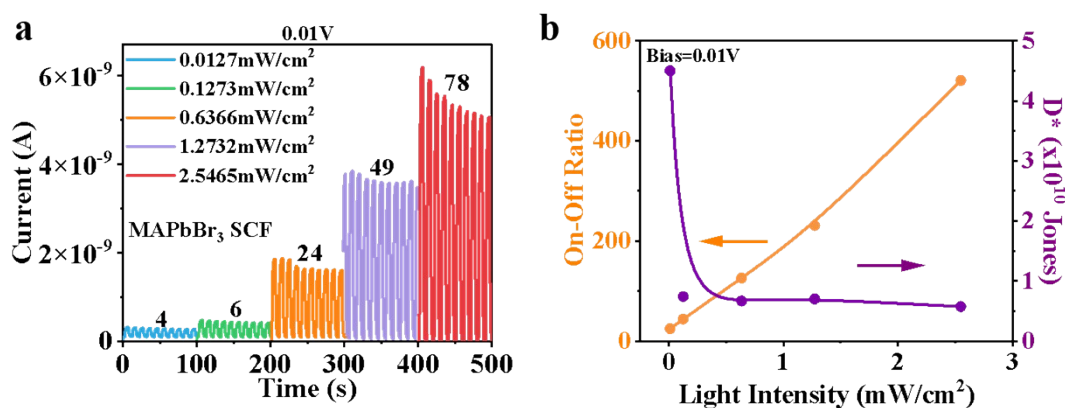 a
0.01V
0.0127mW/cm²
0.1273mW/cm²
0.6366mW/cm²
1.2732mW/cm²
2.5465mW/cm²
MAPbBr₃ SCF
4
6
24
49
78
6×10⁻⁹
4×10⁻⁹
2×10⁻⁹
0
Current (A)
0 100 200 300 400 500
Time (s)
b
Bias=0.01V
600
400
200
0
On-Off Ratio
5
4
3
2
1
0
D* (x10¹⁰ Jones)
0 1 2 3
Light Intensity (mW/cm²)